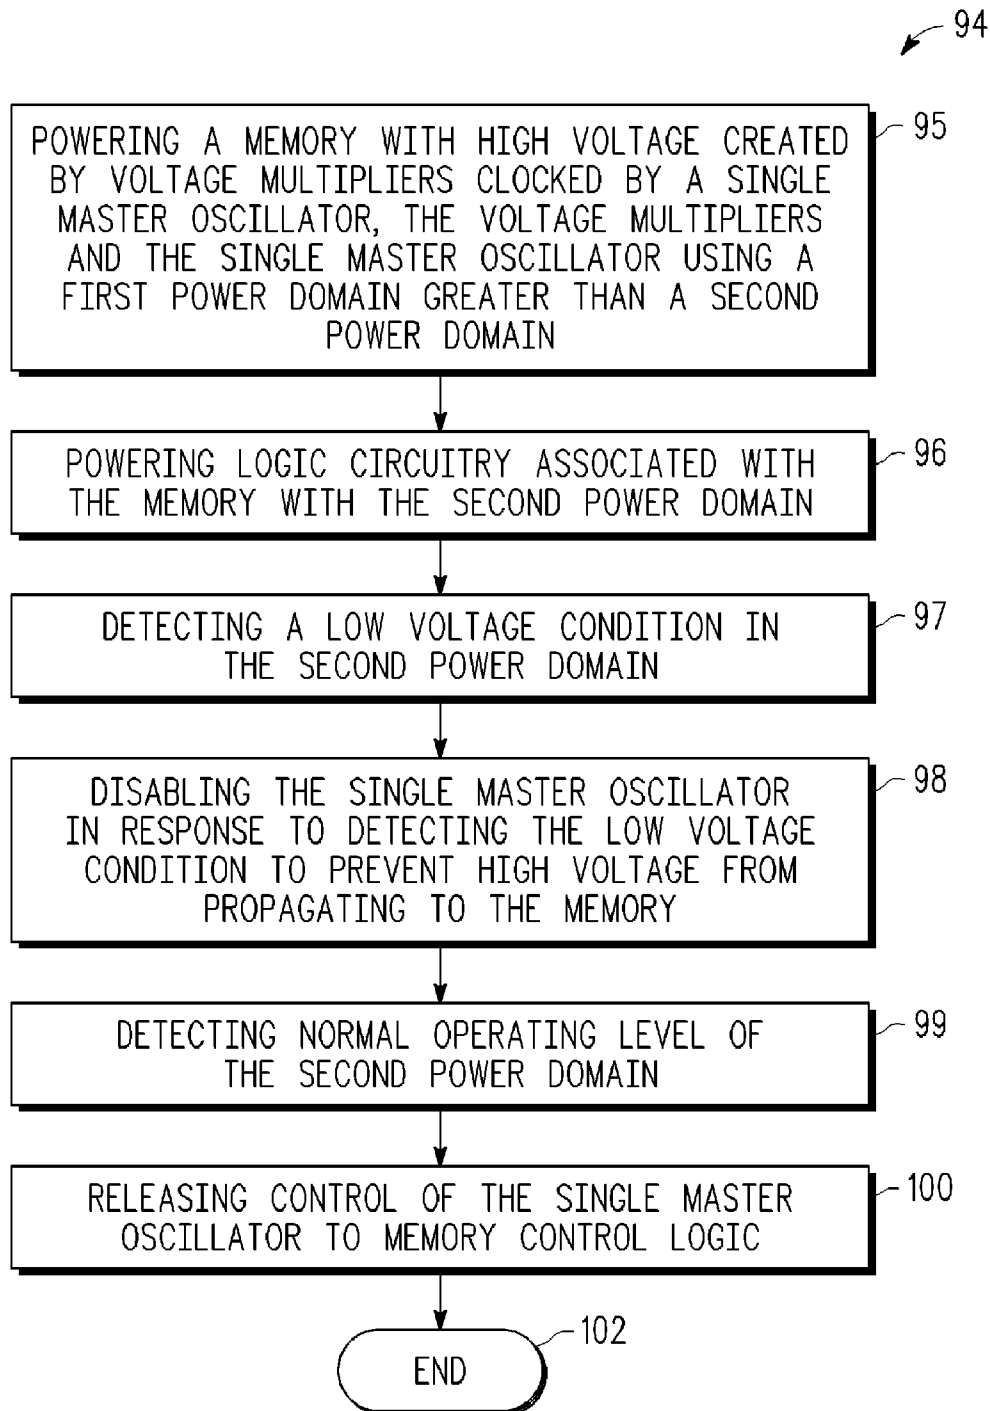 94
POWERING A MEMORY WITH HIGH VOLTAGE CREATED
BY VOLTAGE MULTIPLIERS CLOCKED BY A SINGLE
MASTER OSCILLATOR, THE VOLTAGE MULTIPLIERS
AND THE SINGLE MASTER OSCILLATOR USING A
FIRST POWER DOMAIN GREATER THAN A SECOND
POWER DOMAIN
95
POWERING LOGIC CIRCUITRY ASSOCIATED WITH
THE MEMORY WITH THE SECOND POWER DOMAIN
96
DETECTING A LOW VOLTAGE CONDITION IN
THE SECOND POWER DOMAIN
97
DISABLING THE SINGLE MASTER OSCILLATOR
IN RESPONSE TO DETECTING THE LOW VOLTAGE
CONDITION TO PREVENT HIGH VOLTAGE FROM
PROPAGATING TO THE MEMORY
98
DETECTING NORMAL OPERATING LEVEL OF
THE SECOND POWER DOMAIN
99
RELEASING CONTROL OF THE SINGLE MASTER
OSCILLATOR TO MEMORY CONTROL LOGIC
100
END
102